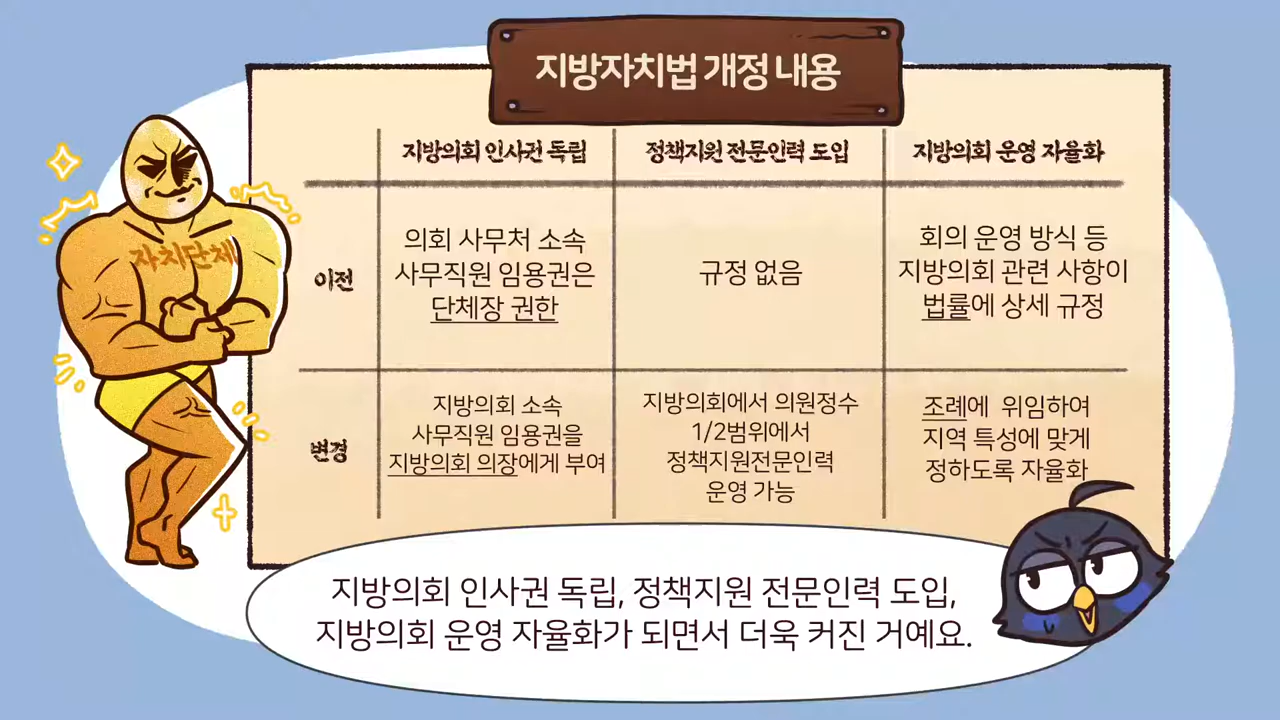 지방자치법 개정 내용
지방의회 인사권 독립
정책지원 전문인력 도입
지방의회 운영 자율화
자치단체
이전
의회 사무처 소속
사무직원 임용권은
단체장 권한
규정 없음
회의 운영 방식 등
지방의회 관련 사항이
법률에 상세 규정
변경
지방의회 소속
사무직원 임용권을
지방의회 의장에게 부여
지방의회에서 의원정수
1/2범위에서
정책지원전문인력
운영 가능
조례에 위임하여
지역 특성에 맞게
정하도록 자율화
지방의회 인사권 독립, 정책지원 전문인력 도입,
지방의회 운영 자율화가 되면서 더욱 커진 거예요.